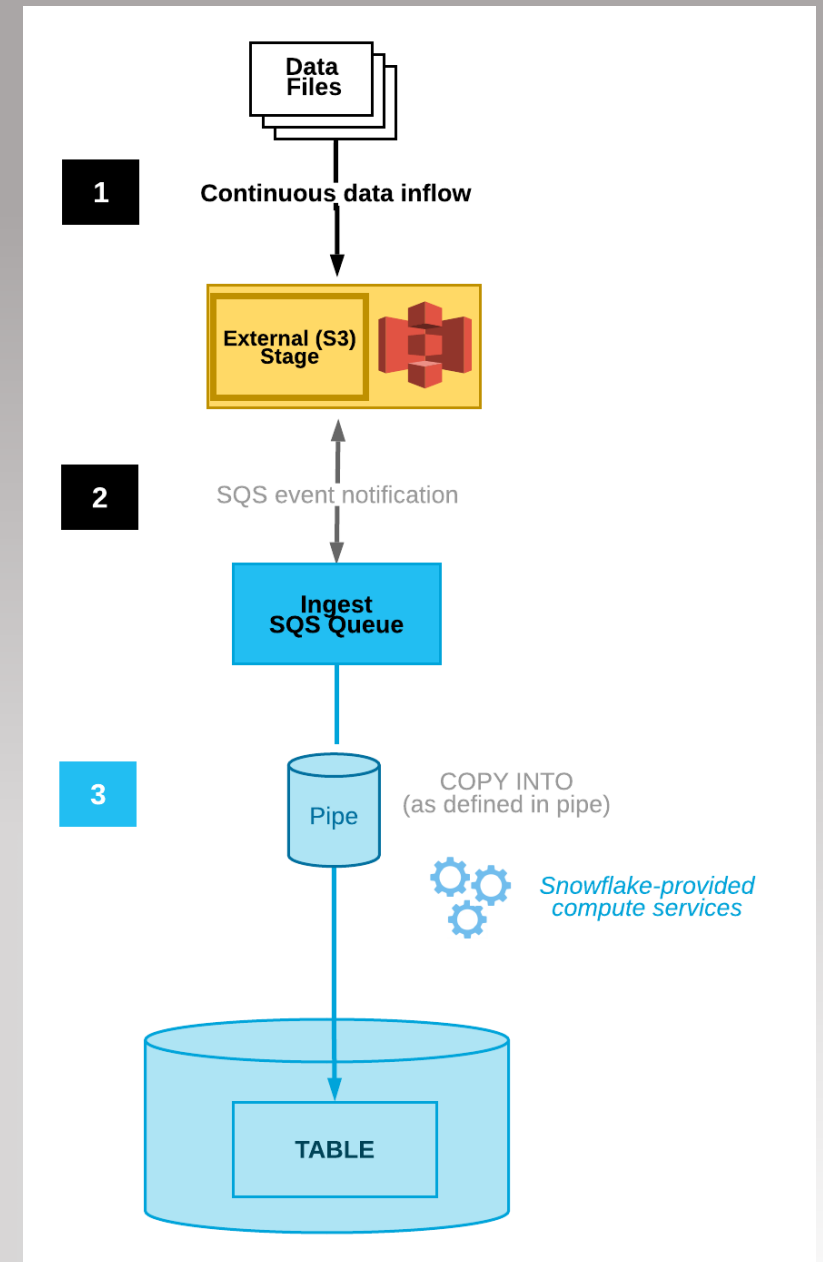 Data
Files
1
Continuous data inflow
External (S3)
Stage
2
SQS event notification
Ingest
SQS Queue
3
Pipe
COPY INTO
(as defined in pipe)
Snowflake-provided
compute services
TABLE